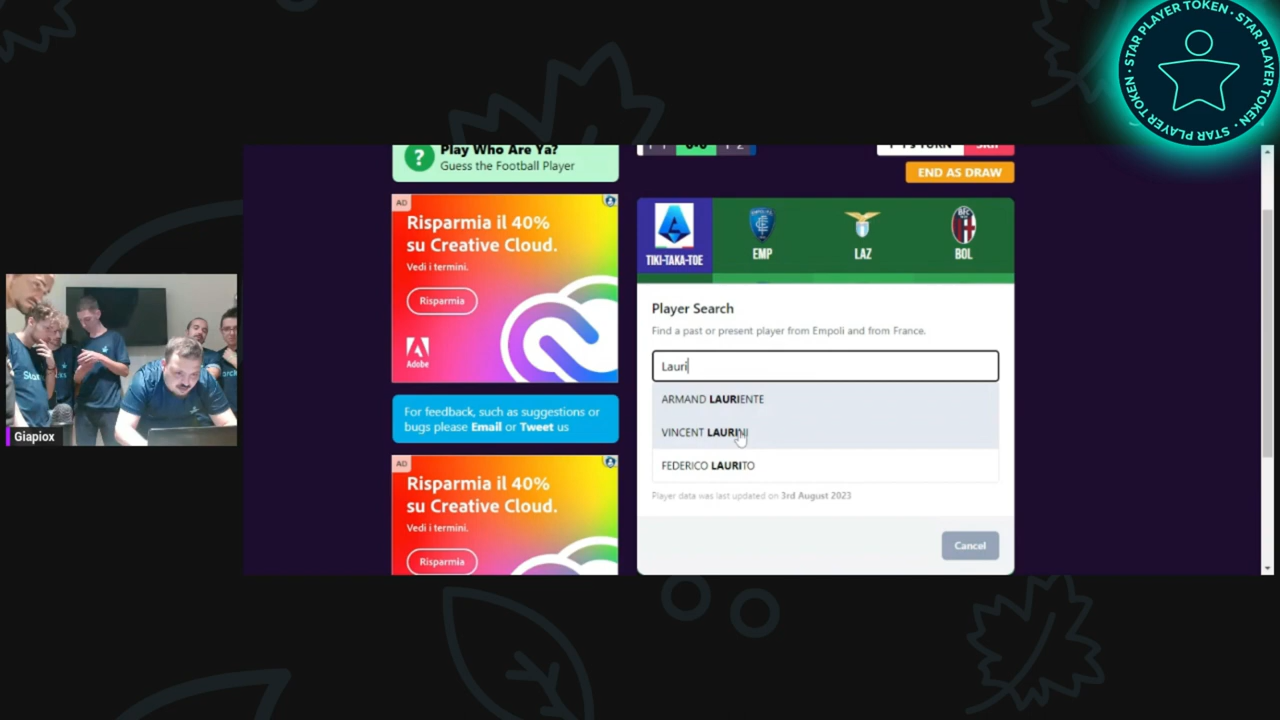 STAR PLAYER TOKEN • STAR PLAYER TOKEN • STAR PLAYER TOKEN •
Play Who Are Ya?
Guess the Football Player
END AS DRAW
AD
Risparmia il 40%
su Creative Cloud.
Vedi i termini.
Risparmia
Adobe
TIKI-TAKA-TOE
EMP
LAZ
BFC
BOL
Player Search
Find a past or present player from Empoli and from France.
Lauri
ARMAND LAURIENTE
VINCENT LAURINI
FEDERICO LAURITO
Player data was last updated on 3rd August 2023
Cancel
For feedback, such as suggestions or
bugs please Email or Tweet us
AD
Risparmia il 40%
su Creative Cloud.
Vedi i termini.
Risparmia
Giapiox